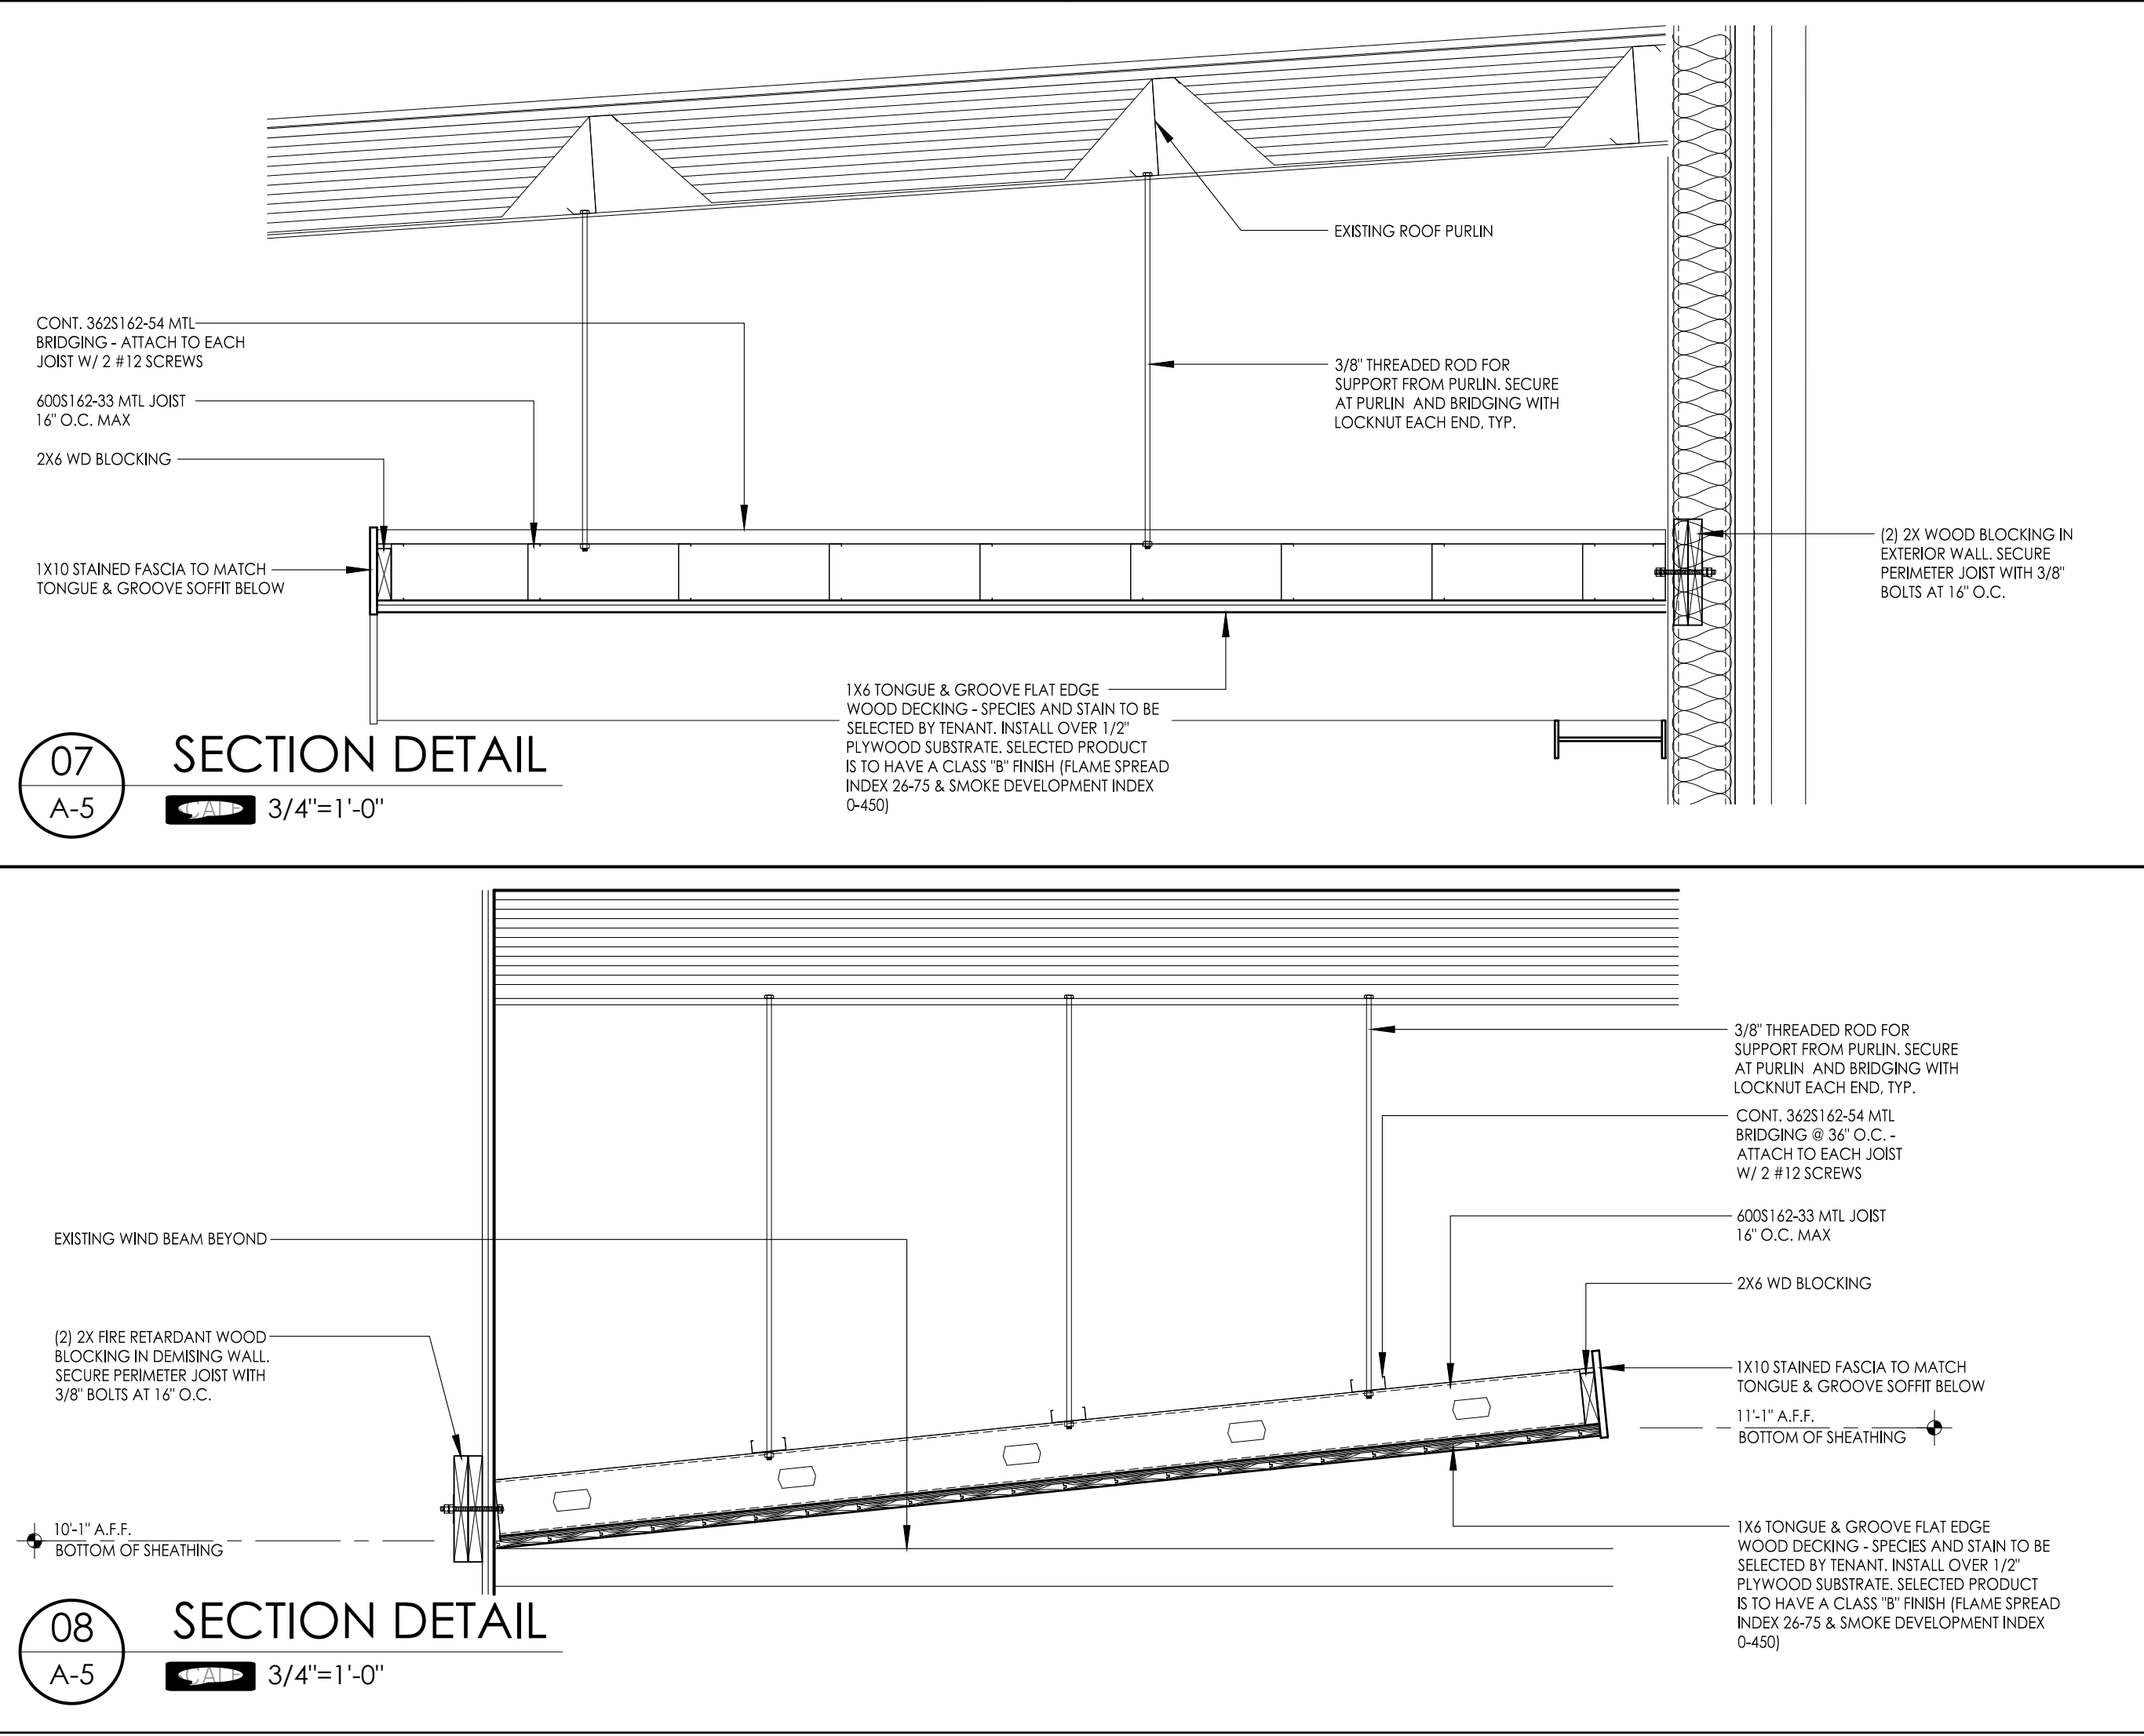 EXISTING ROOF PURLIN
CONT. 362S162-54 MTL
BRIDGING - ATTACH TO EACH
JOIST W/ 2 #12 SCREWS
3/8" THREADED ROD FOR
SUPPORT FROM PURLIN. SECURE
AT PURLIN AND BRIDGING WITH
LOCKNUT EACH END, TYP.
600S162-33 MTL JOIST
16" O.C. MAX
2X6 WD BLOCKING
(2) 2X WOOD BLOCKING IN
EXTERIOR WALL. SECURE
PERIMETER JOIST WITH 3/8"
BOLTS AT 16" O.C.
1X10 STAINED FASCIA TO MATCH
TONGUE & GROOVE SOFFIT BELOW
1X6 TONGUE & GROOVE FLAT EDGE
WOOD DECKING - SPECIES AND STAIN TO BE
SELECTED BY TENANT. INSTALL OVER 1/2"
PLYWOOD SUBSTRATE. SELECTED PRODUCT
IS TO HAVE A CLASS "B" FINISH (FLAME SPREAD
INDEX 26-75 & SMOKE DEVELOPMENT INDEX
0-450)
07
A-5
SECTION DETAIL
3/4"=1'-0"
3/8" THREADED ROD FOR
SUPPORT FROM PURLIN. SECURE
AT PURLIN AND BRIDGING WITH
LOCKNUT EACH END, TYP.
CONT. 362S162-54 MTL
BRIDGING @ 36" O.C. -
ATTACH TO EACH JOIST
W/ 2 #12 SCREWS
600S162-33 MTL JOIST
16" O.C. MAX
EXISTING WIND BEAM BEYOND
2X6 WD BLOCKING
(2) 2X FIRE RETARDANT WOOD
BLOCKING IN DEMISING WALL.
SECURE PERIMETER JOIST WITH
3/8" BOLTS AT 16" O.C.
1X10 STAINED FASCIA TO MATCH
TONGUE & GROOVE SOFFIT BELOW
11'-1" A.F.F.
BOTTOM OF SHEATHING
10'-1" A.F.F.
BOTTOM OF SHEATHING
1X6 TONGUE & GROOVE FLAT EDGE
WOOD DECKING - SPECIES AND STAIN TO BE
SELECTED BY TENANT. INSTALL OVER 1/2"
PLYWOOD SUBSTRATE. SELECTED PRODUCT
IS TO HAVE A CLASS "B" FINISH (FLAME SPREAD
INDEX 26-75 & SMOKE DEVELOPMENT INDEX
0-450)
08
A-5
SECTION DETAIL
3/4"=1'-0"